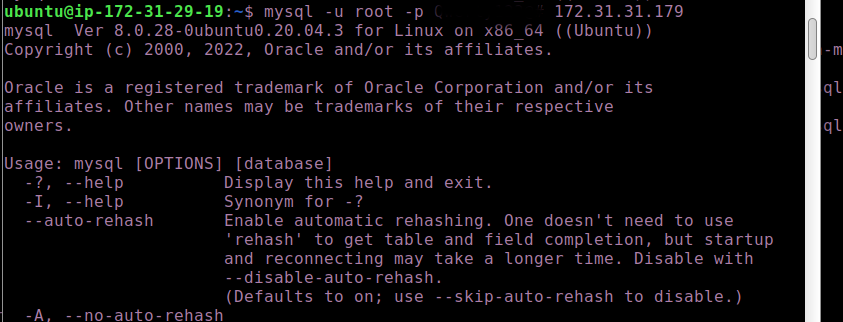 ubuntu@ip-172-31-29-19:~$ mysql -u root -p " 172.31.31.179
mysql  Ver 8.0.28-0ubuntu0.20.04.3 for Linux on x86_64 ((Ubuntu))
Copyright (c) 2000, 2022, Oracle and/or its affiliates.
Oracle is a registered trademark of Oracle Corporation and/or its
affiliates. Other names may be trademarks of their respective
owners.
Usage: mysql [OPTIONS] [database]
  -?, --help          Display this help and exit.
  -I, --help          Synonym for -?
  --auto-rehash       Enable automatic rehashing. One doesn't need to use
                      'rehash' to get table and field completion, but startup
                      and reconnecting may take a longer time. Disable with
                      --disable-auto-rehash.
                      (Defaults to on; use --skip-auto-rehash to disable.)
  -A, --no-auto-rehash
-m
ql
ql